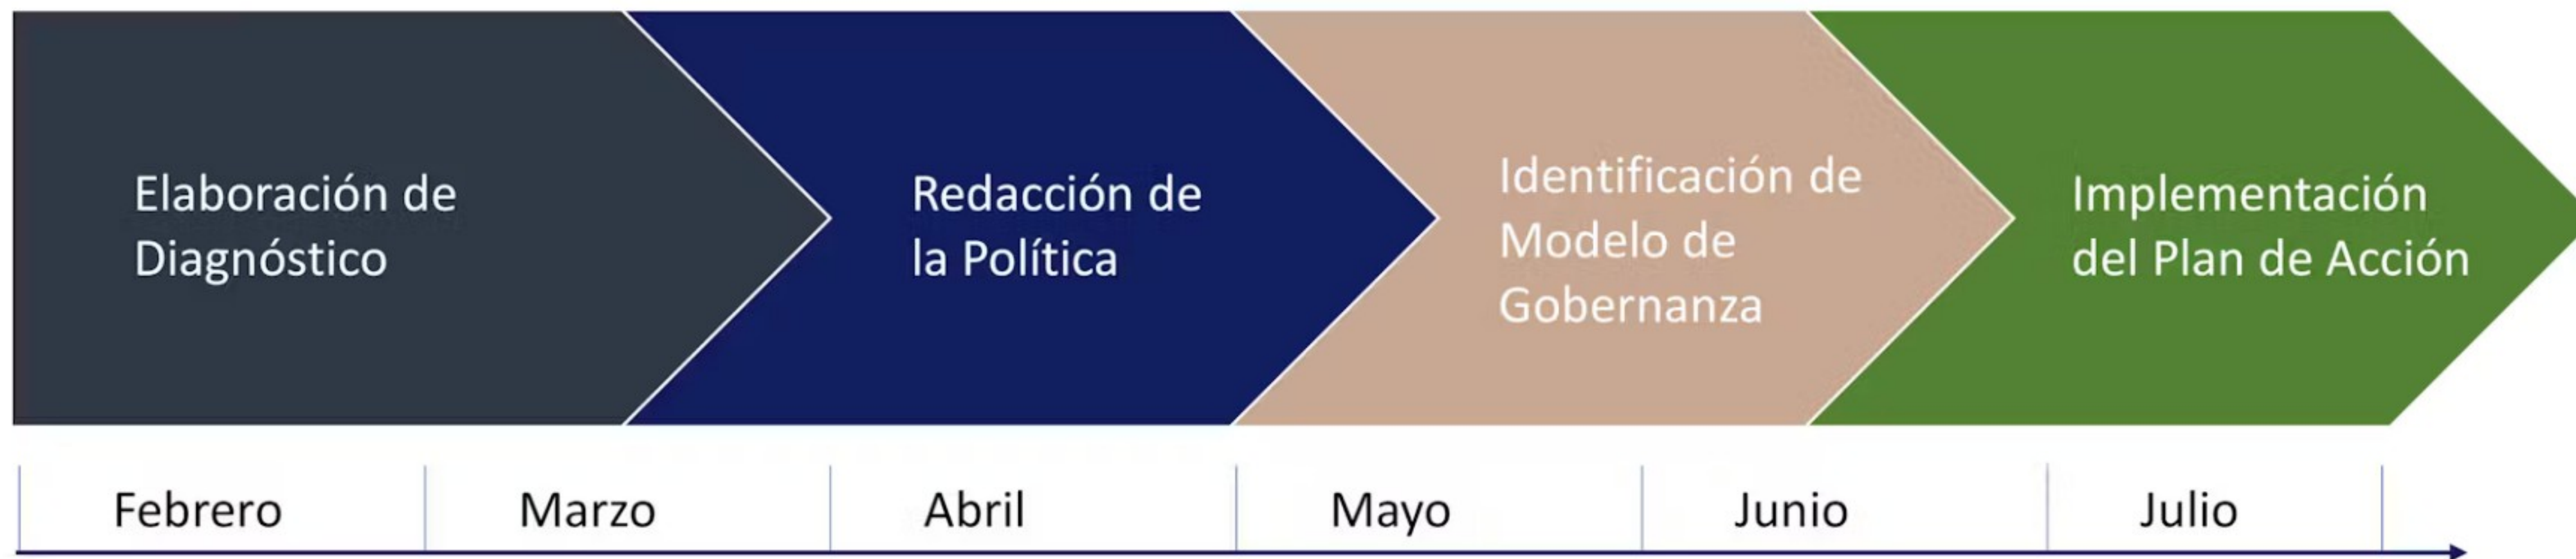 Elaboración de
Diagnóstico
Redacción de
la Política
Identificación de
Modelo de
Gobernanza
Implementación
del Plan de Acción
Febrero
Marzo
Abril
Mayo
Junio
Julio